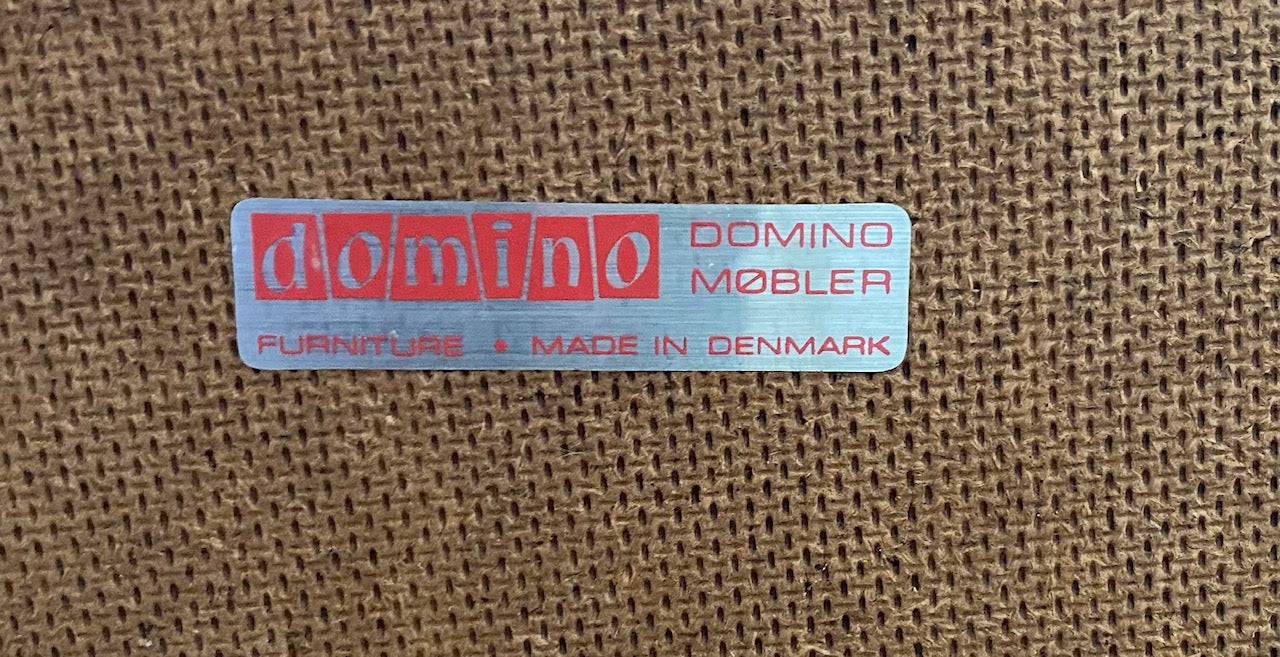 domino
DOMINO
MØBLER
FURNITURE • MADE IN DENMARK